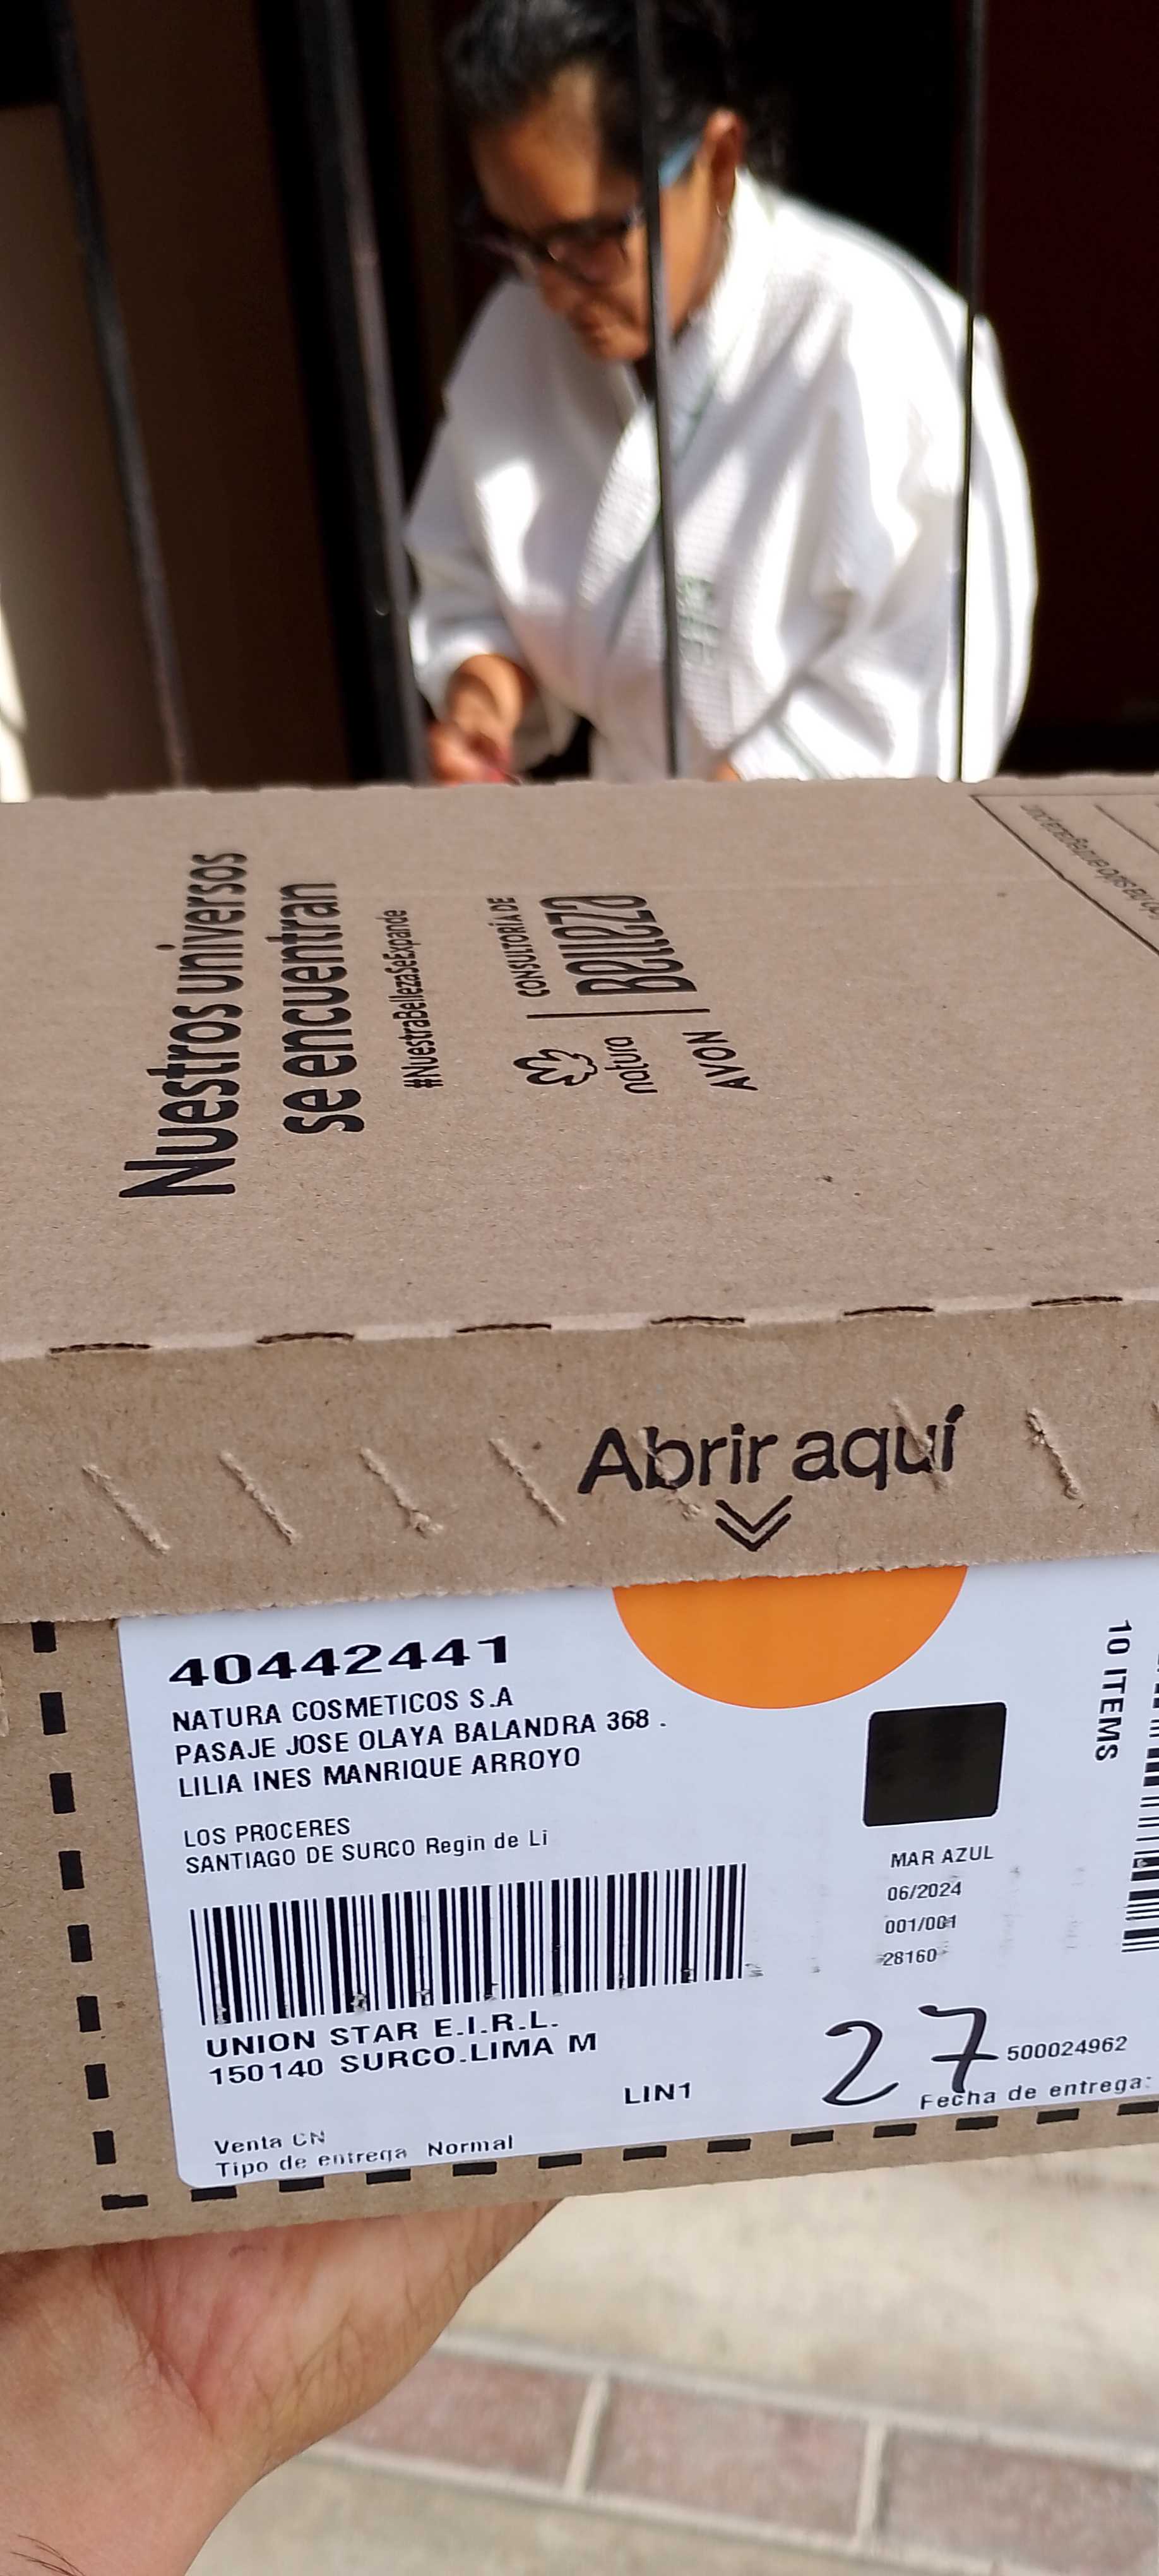 Nuestros universos
se encuentran
#NuestraBellezaSeExpande
natura
AVON
CONSULTORÍA DE
Belleza
Abrir aquí
40442441
NATURA COSMETICOS S.A
PASAJE JOSE OLAYA BALANDRA 368 .
LILIA INES MANRIQUE ARROYO
LOS PROCERES
SANTIAGO DE SURCO Regin de Li
10 ITEMS
MAR AZUL
06/2024
001/001
28160
UNION STAR E.I.R.L.
150140 SURCO.LIMA M
LIN1
27
500024962
Fecha de entrega:
Venta CN
Tipo de entrega Normal